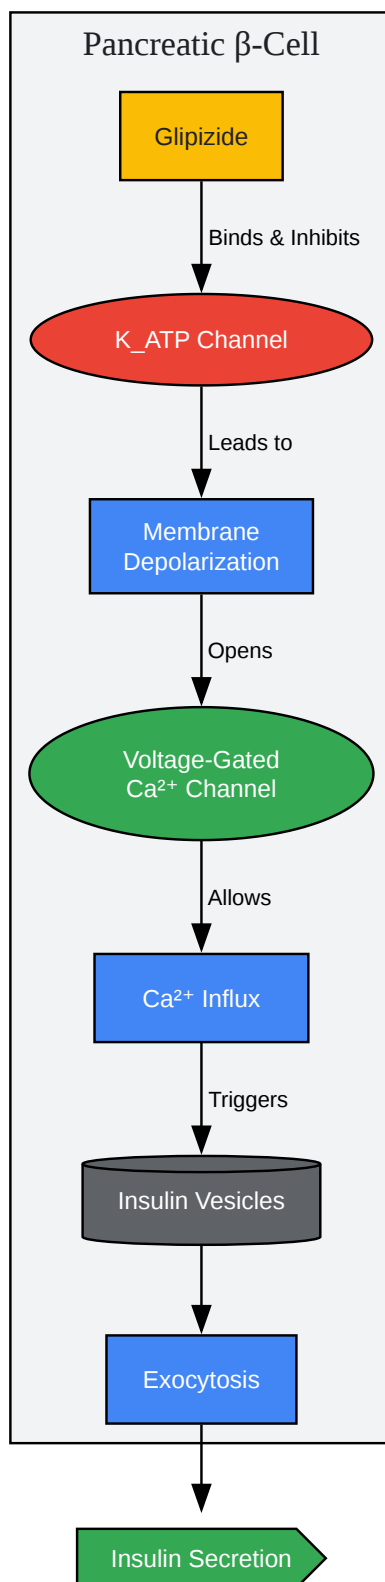 Pancreatic β-Cell
Glipizide
Binds & Inhibits
K_ATP Channel
Leads to
Membrane
Depolarization
Opens
Voltage-Gated
Ca²⁺ Channel
Allows
Ca²⁺ Influx
Triggers
Insulin Vesicles
Exocytosis
Insulin Secretion